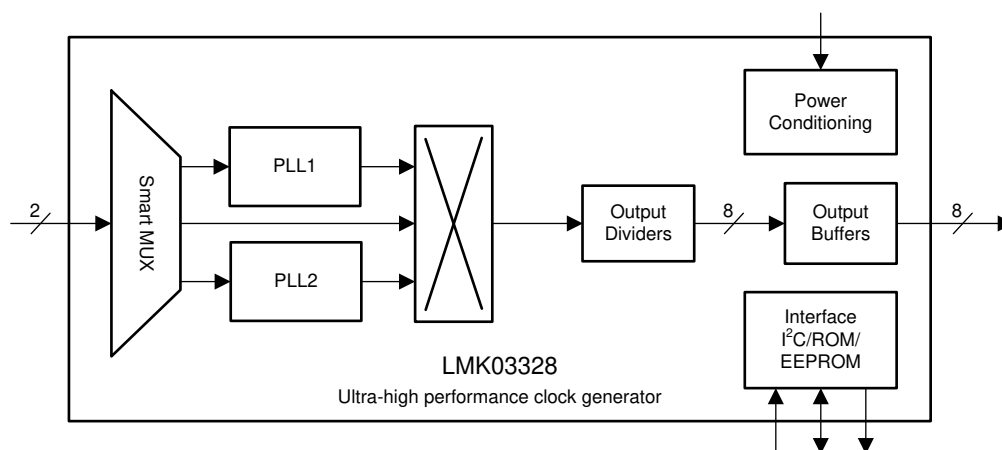 Power
Conditioning
PLL1
Smart MUX
2
Output
Dividers
8
Output
Buffers
8
PLL2
Interface
I²C/ROM/
EEPROM
LMK03328
Ultra-high performance clock generator